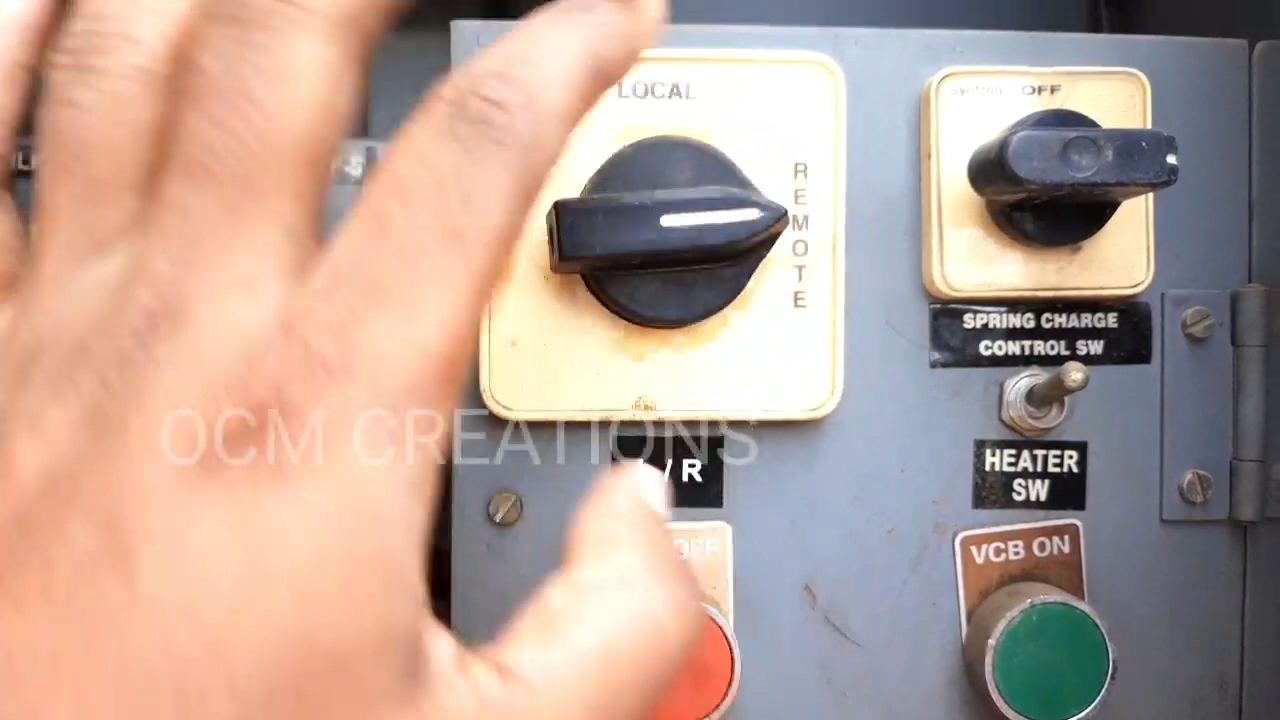 LOCAL
REMOTE
OFF
SPRING CHARGE
CONTROL SW
HEATER
SW
/ R
OFF
VCB ON
OCM CREATIONS